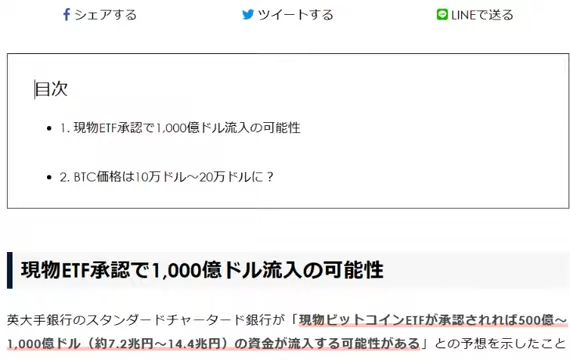 シェアする ツイートする LINEで送る
目次
1. 現物ETF承認で1,000億ドル流入の可能性
2. BTC価格は10万ドル～20万ドルに？
現物ETF承認で1,000億ドル流入の可能性
英大手銀行のスタンダードチャータード銀行が「現物ビットコインETFが承認されれば500億～
1,000億ドル（約7.2兆円～14.4兆円）の資金が流入する可能性がある」との予想を示したこと